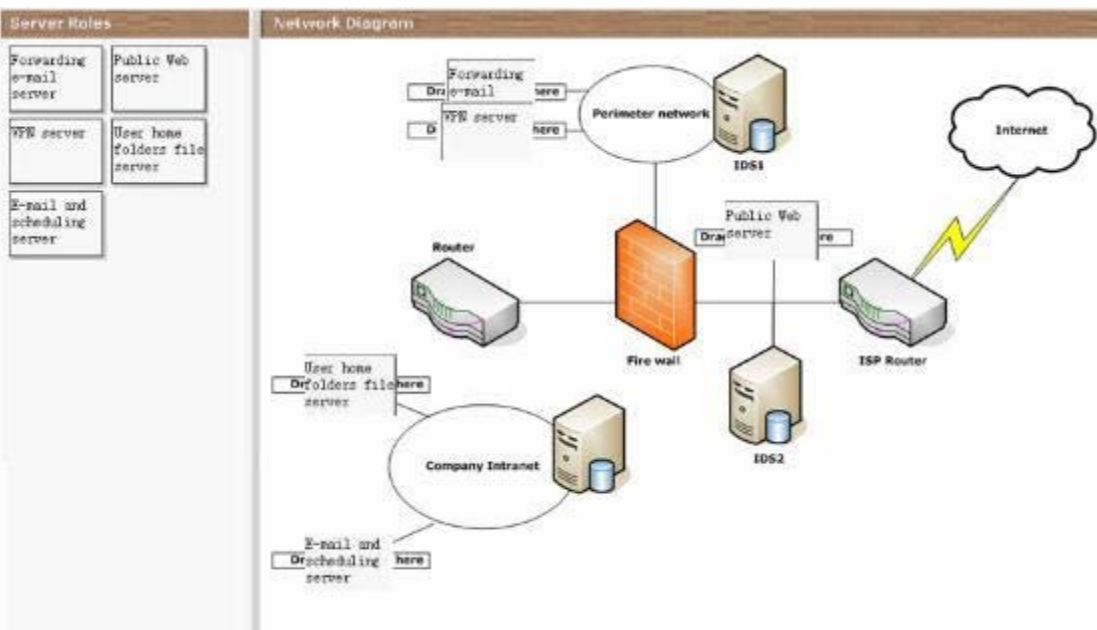 Server Roles
Forwarding
e-mail
server
Public Web
server
VPN server
User home
folders file
server
E-mail and
scheduling
server
Network Diagram
Forwarding
e-mail
here
VPN server
here
Perimeter network
IDS1
Internet
Public Web
server
Router
Fire wall
ISP Router
User home
folders file
here
server
Company Intranet
IDS2
E-mail and
scheduling
here
server